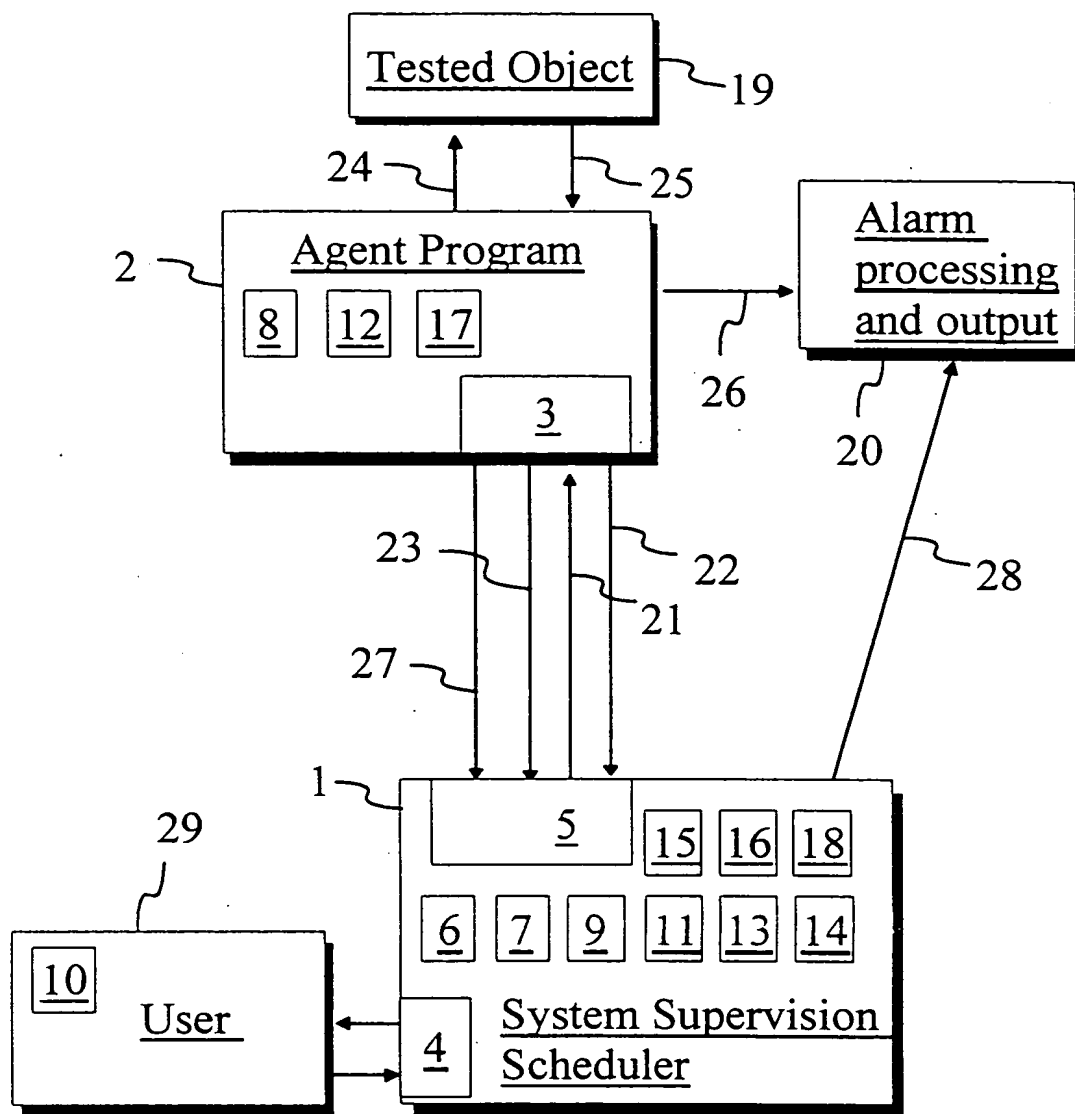 Tested Object
19
24
25
2
Agent Program
8 12 17
3
26
Alarm
processing
and output
20
23
22
21
28
27
1
5
15 16 18
29
6 7 9 11 13 14
10
User
4
System Supervision
Scheduler